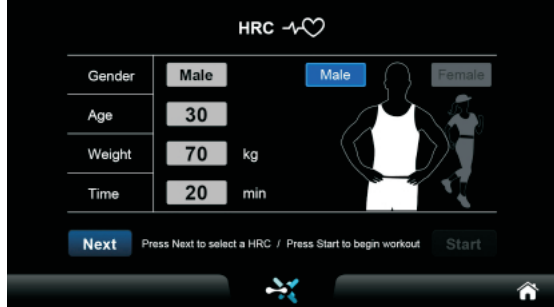 HRC
Gender Male Male Female
Age 30
Weight 70 kg
Time 20 min
Next Press Next to select a HRC / Press Start to begin workout Start